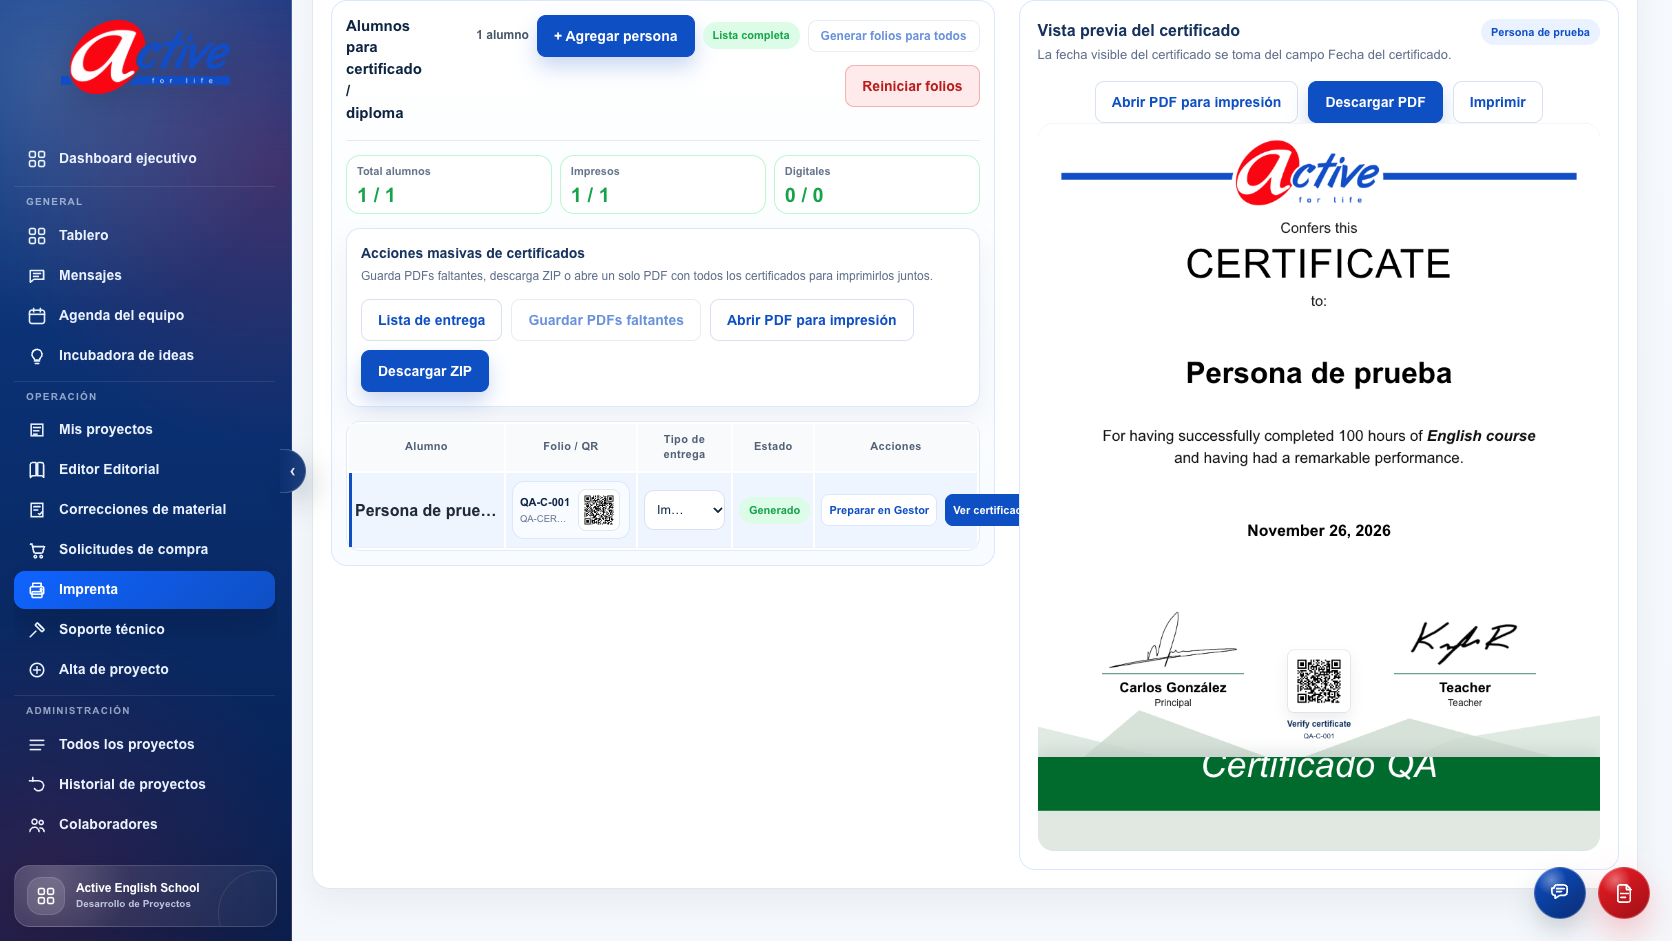 active
for life
Dashboard ejecutivo
GENERAL
Tablero
Mensajes
Agenda del equipo
Incubadora de ideas
OPERACIÓN
Mis proyectos
Editor Editorial
Correcciones de material
Solicitudes de compra
Imprenta
Soporte técnico
Alta de proyecto
ADMINISTRACIÓN
Todos los proyectos
Historial de proyectos
Colaboradores
Active English School
Desarrollo de Proyectos
Alumnos
para
certificado
/
diploma
1 alumno
+ Agregar persona
Lista completa
Generar folios para todos
Reiniciar folios
Total alumnos
1 / 1
Impresos
1 / 1
Digitales
0 / 0
Acciones masivas de certificados
Guarda PDFs faltantes, descarga ZIP o abre un solo PDF con todos los certificados para imprimirlos juntos.
Lista de entrega
Guardar PDFs faltantes
Abrir PDF para impresión
Descargar ZIP
Alumno
Folio / QR
Tipo de
entrega
Estado
Acciones
Persona de prue...
QA-C-001
QA-CER...
Im...
Generado
Preparar en Gestor
Ver certificad
Vista previa del certificado
Persona de prueba
La fecha visible del certificado se toma del campo Fecha del certificado.
Abrir PDF para impresión
Descargar PDF
Imprimir
active
for life
Confers this
CERTIFICATE
to:
Persona de prueba
For having successfully completed 100 hours of English course
and having had a remarkable performance.
November 26, 2026
Carlos González
Principal
Teacher
Teacher
Verify certificate
QA-C-001
Certificado QA